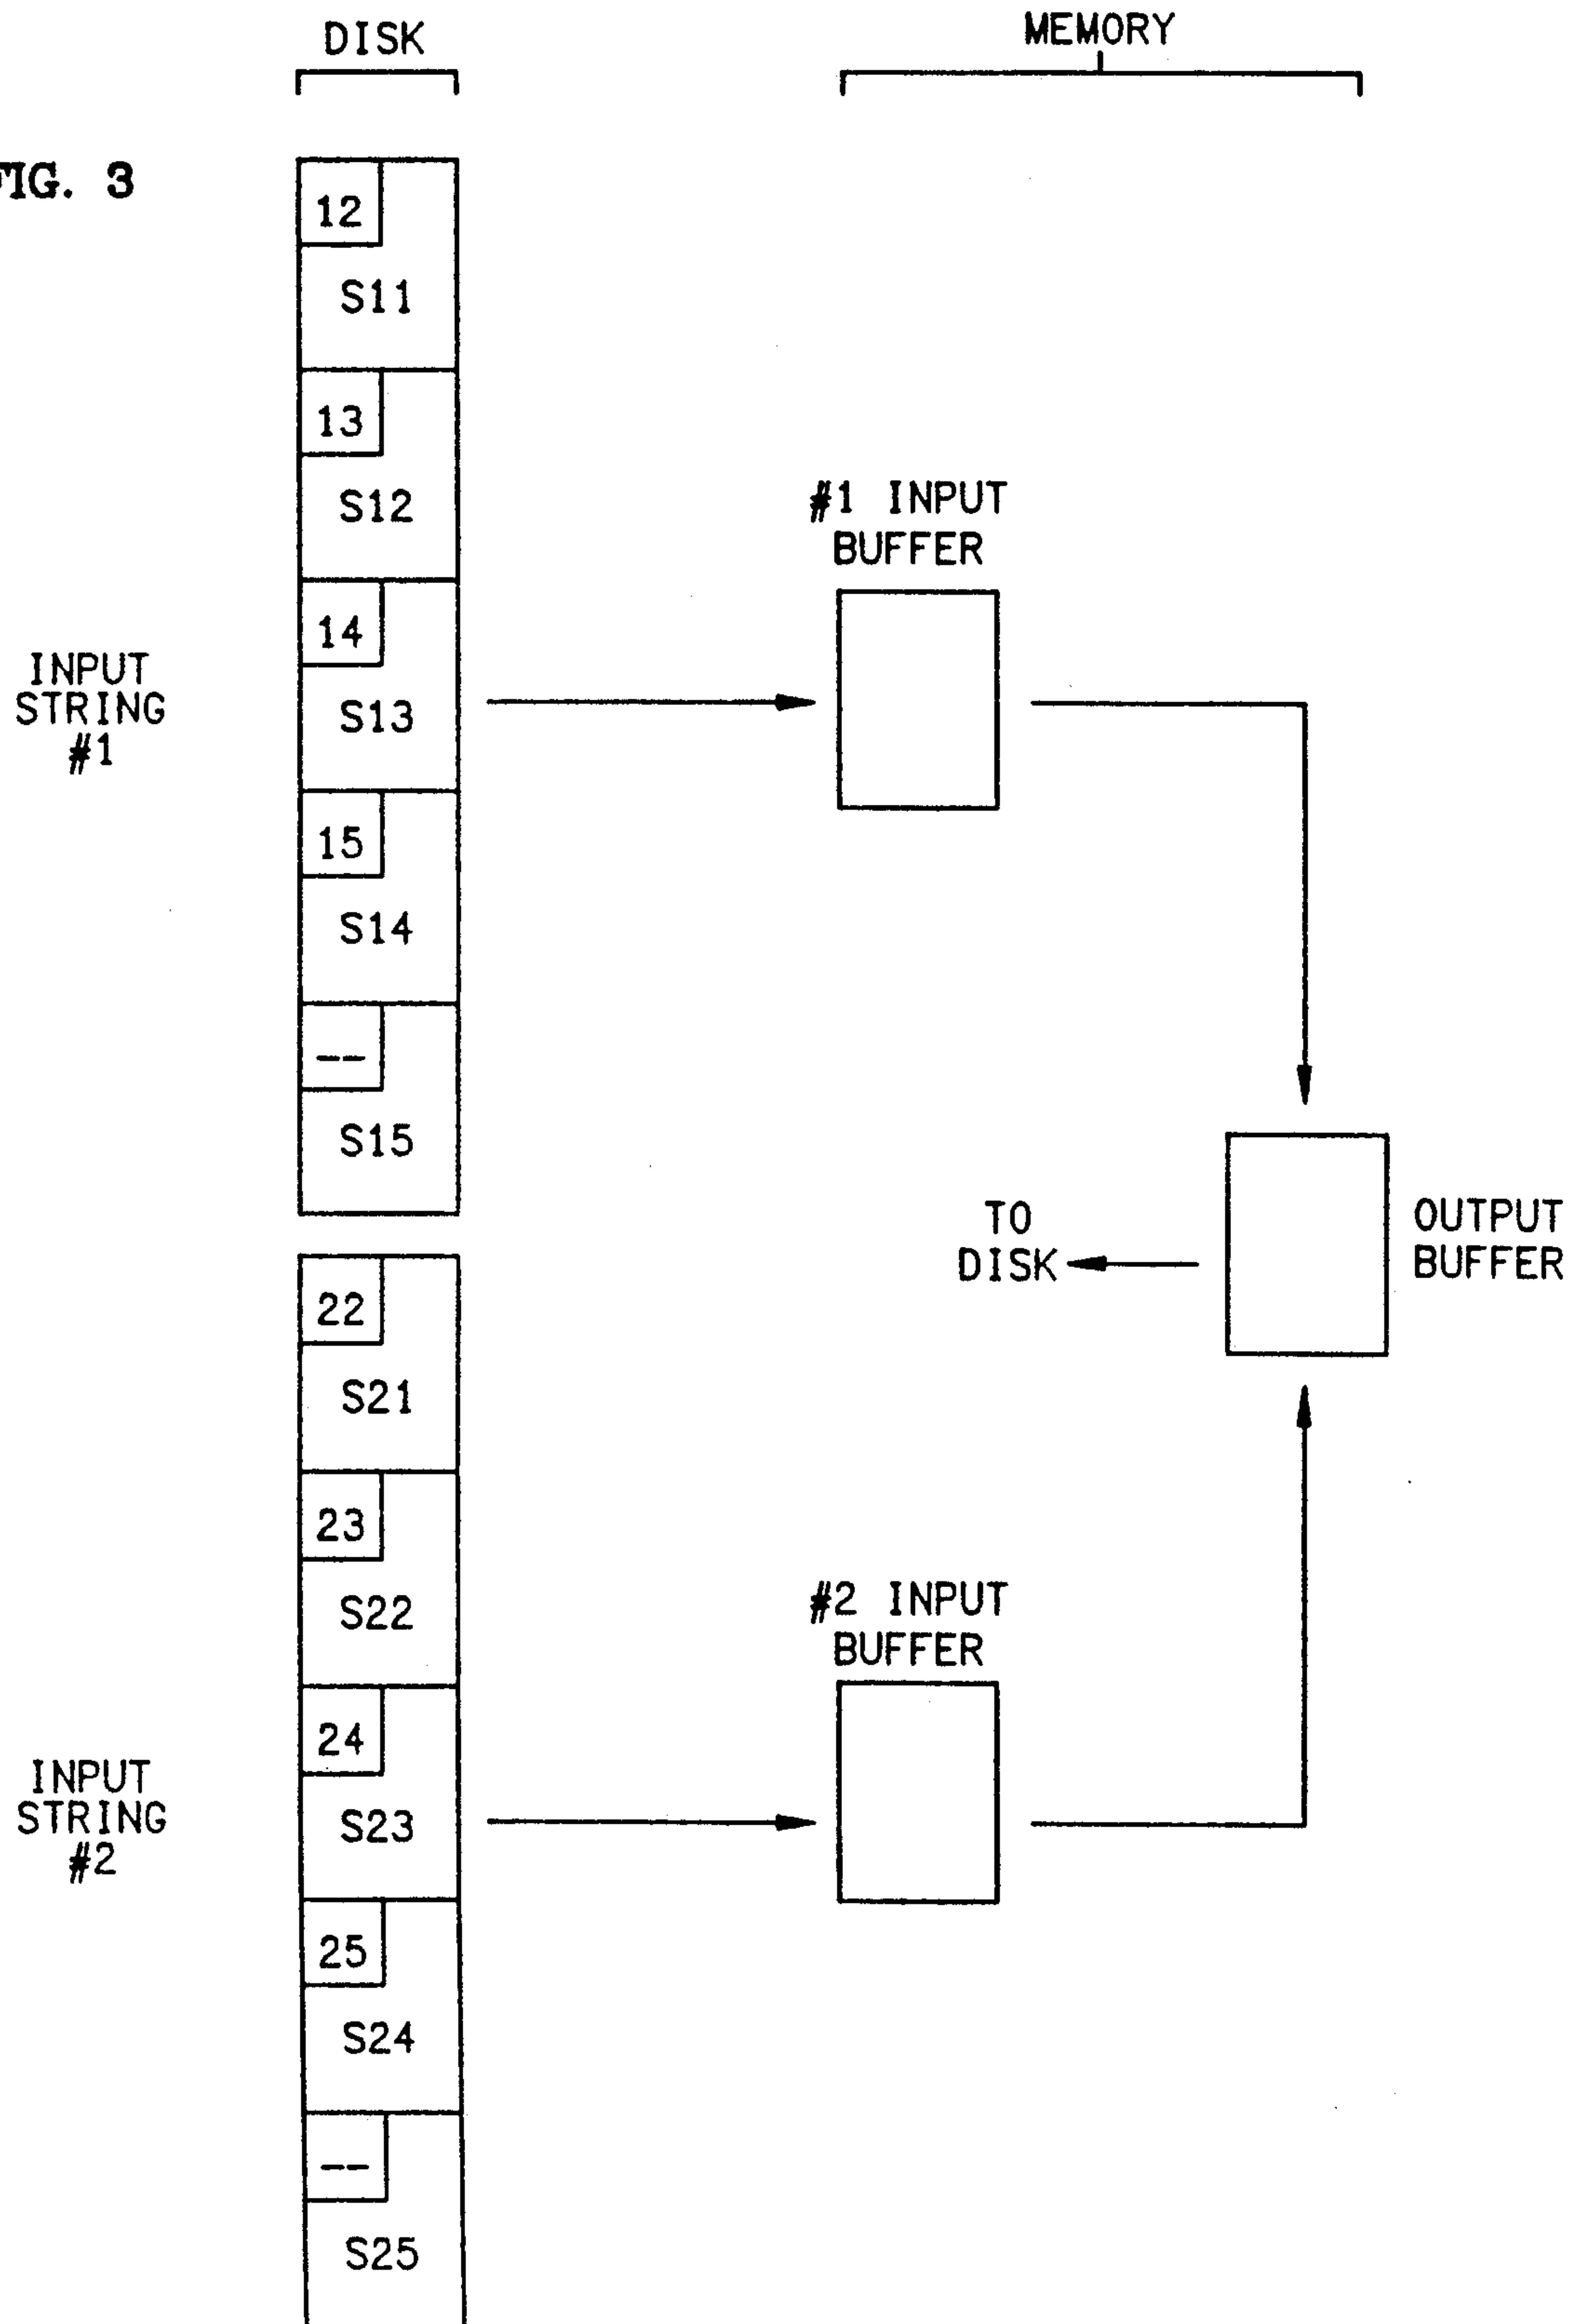 DISK
MEMORY
FIG. 3
12
S11
13
S12
14
S13
15
S14
--
S15
INPUT
STRING
#1
#1 INPUT
BUFFER
TO
DISK
OUTPUT
BUFFER
22
S21
23
S22
24
S23
25
S24
--
S25
INPUT
STRING
#2
#2 INPUT
BUFFER